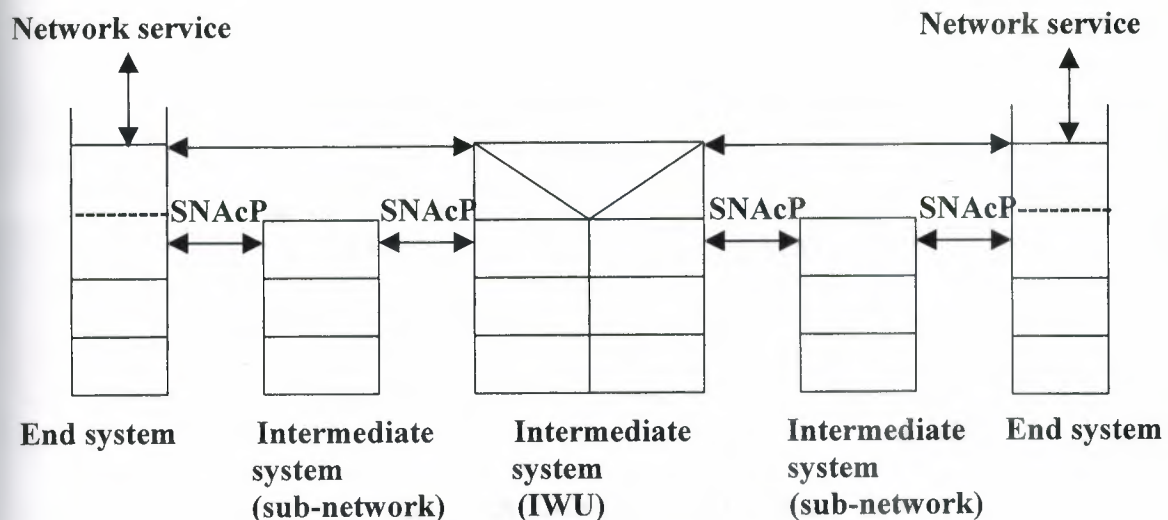 Network service
Network service
SNAcP
SNAcP
SNAcP
SNAcP
End system
Intermediate
system
(sub-network)
Intermediate
system
(IWU)
Intermediate
system
(sub-network)
End system